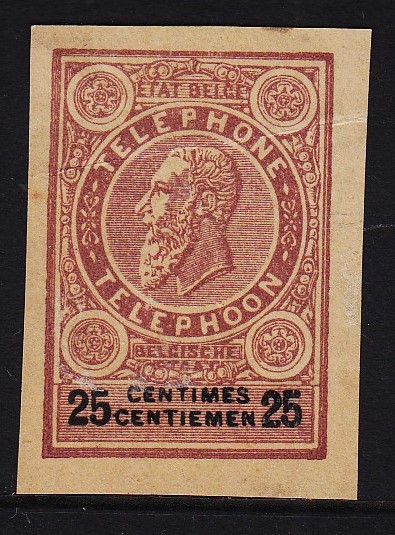 ETAT BELGE
TELEPHONE
TELEPHOON
BELGISCHE
25 CENTIMES 25
CENTIEMEN